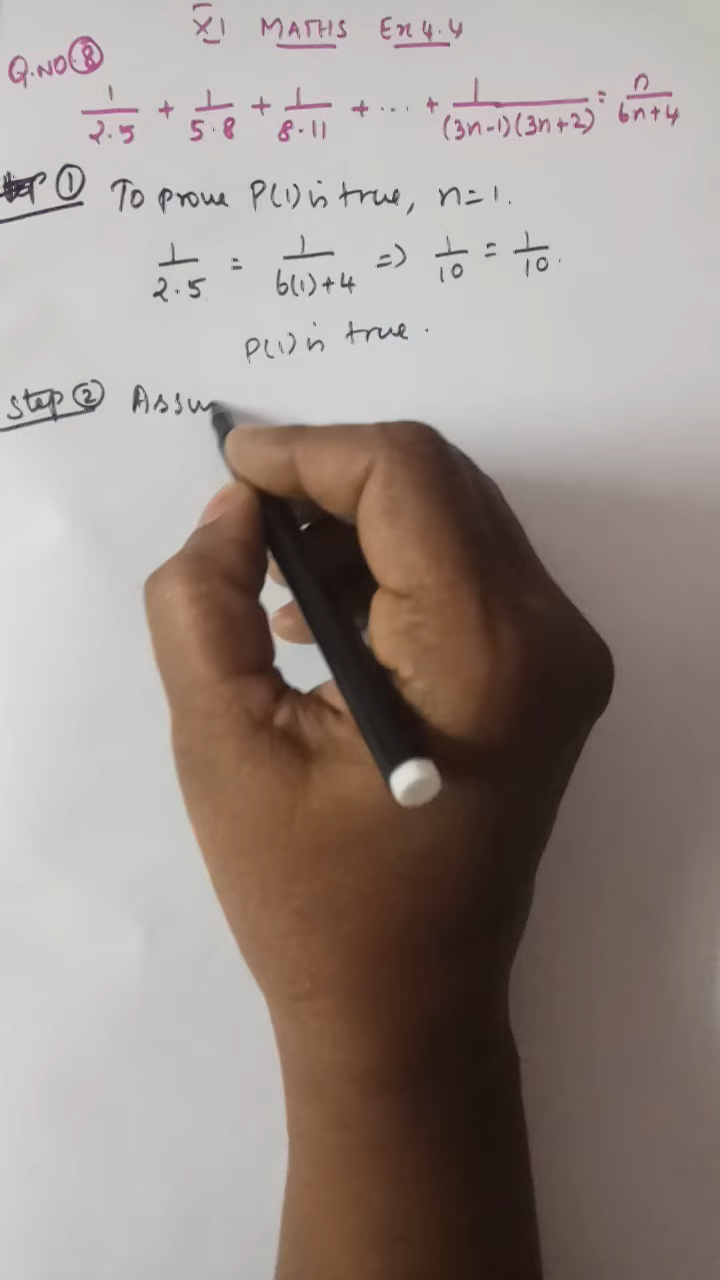 XI MATHS Ex 4.4
Q.NO 8
1/2.5 + 1/5.8 + 1/8.11 + ... + 1/(3n-1)(3n+2) = n/6n+4
① To prove P(1) is true, n=1.
1/2.5 = 1/6(1)+4 => 1/10 = 1/10.
P(1) is true.
Step ② Assu